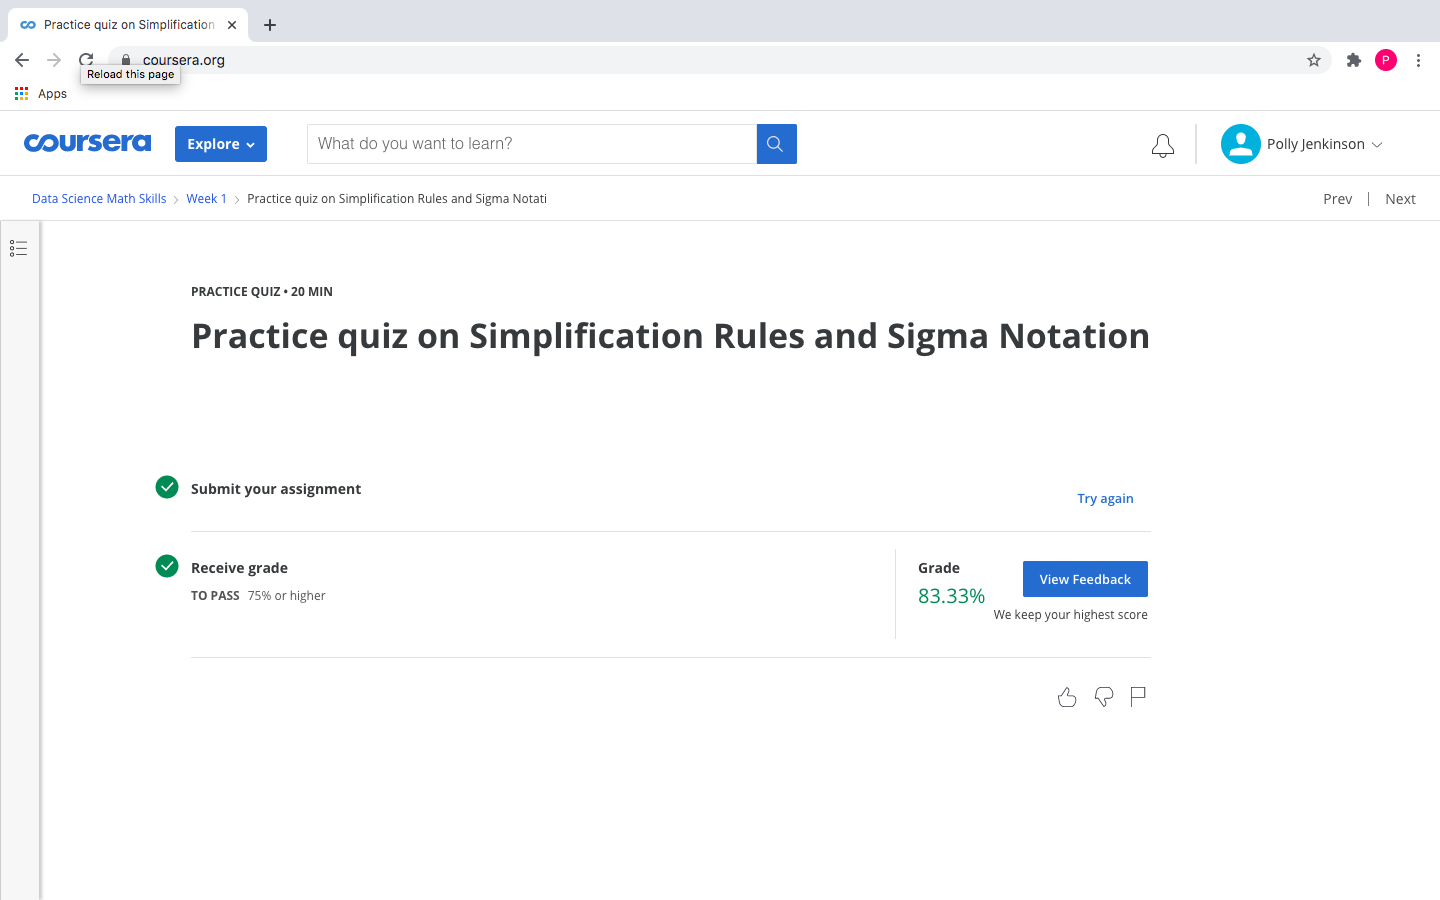 Practice quiz on Simplification
coursera.org
Reload this page
Apps
coursera
Explore
What do you want to learn?
P
Polly Jenkinson
Data Science Math Skills
Week 1
Practice quiz on Simplification Rules and Sigma Notati
Prev
Next
PRACTICE QUIZ • 20 MIN
Practice quiz on Simplification Rules and Sigma Notation
Submit your assignment
Try again
Receive grade
TO PASS 75% or higher
Grade
83.33%
View Feedback
We keep your highest score